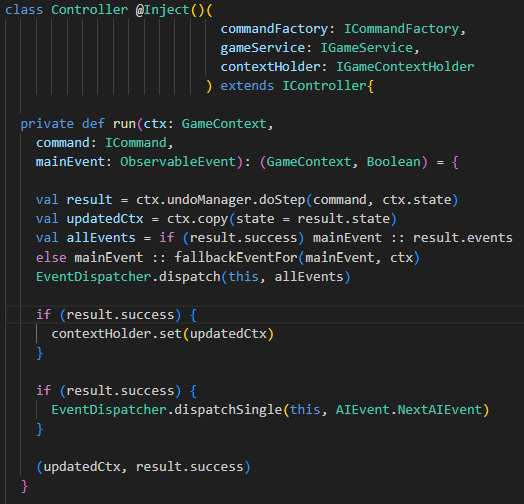 class Controller @Inject()(
commandFactory: ICommandFactory,
gameService: IGameService,
contextHolder: IGameContextHolder
) extends IController{
private def run(ctx: GameContext,
command: ICommand,
mainEvent: ObservableEvent): (GameContext, Boolean) = {
val result = ctx.undoManager.doStep(command, ctx.state)
val updatedCtx = ctx.copy(state = result.state)
val allEvents = if (result.success) mainEvent :: result.events
else mainEvent :: fallbackEventFor(mainEvent, ctx)
EventDispatcher.dispatch(this, allEvents)
if (result.success) {
contextHolder.set(updatedCtx)
}
if (result.success) {
EventDispatcher.dispatchSingle(this, AIEvent.NextAIEvent)
}
(updatedCtx, result.success)
}